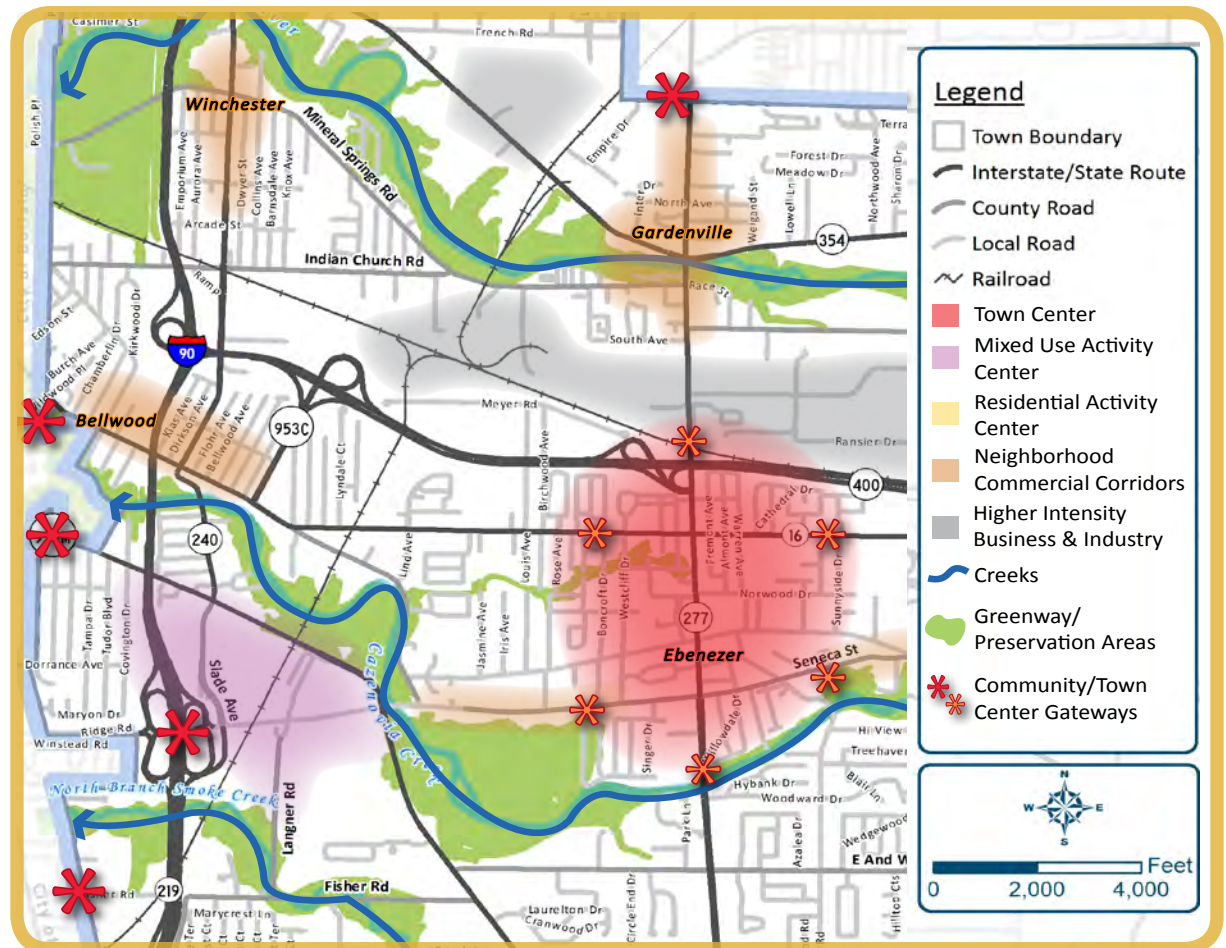 Casimer St
French Rd
Polish Pl
Winchester
Mineral Springs Rd
Empire Dr
Terra
Emporium Ave
Aurora Ave
Dwyer St
Collins Ave
Barnsdale Ave
Knox Ave
Forest Dr
Meadow Dr
Northwood Ave
Sharon Dr
Inter
Dr
North Ave
Weigand St
Lowell Ln
Arcade St
Gardenville
354
Indian Church Rd
Ramp
Race St
Edson St
Kirkwood Dr
South Ave
Burch Ave
Chamberlin Dr
90
Meyer Rd
Bellwood
Klas Ave
Dirkson Ave
Flohr Ave
Bellwood Ave
953C
Ransier Dr
Lyndale Ct
Birchwood Ave
400
Cathedral Dr
240
16
Lind Ave
Louis Ave
Rose Ave
Fremont Ave
Almont Ave
Warren Ave
Boncroft Dr
Westcliff Dr
Norwood Dr
Sunnyside Dr
Tampa Dr
Tudor Blvd
Covington Dr
Jasmine Ave
Iris Ave
277
Ebenezer
Seneca St
Dorrance Ave
Slade Ave
Cazenovia Creek
Maryon Dr
Ridge Rd
Winstead Rd
Singer Dr
Willowdale Dr
Hi View
Treehaven
North Branch Smoke Creek
Hybank Dr
Woodward Dr
Blair Ln
Langner Rd
Park Ln
Azalea Dr
Wedgewood
E And W
219
Fisher Rd
Marycrest Ln
Laurelton Dr
Cranwood Dr
Circle End Dr
Hilltop Cts
Legend
Town Boundary
Interstate/State Route
County Road
Local Road
Railroad
Town Center
Mixed Use Activity
Center
Residential Activity
Center
Neighborhood
Commercial Corridors
Higher Intensity
Business & Industry
Creeks
Greenway/
Preservation Areas
Community/Town
Center Gateways
N
W E
S
Feet
0 2,000 4,000